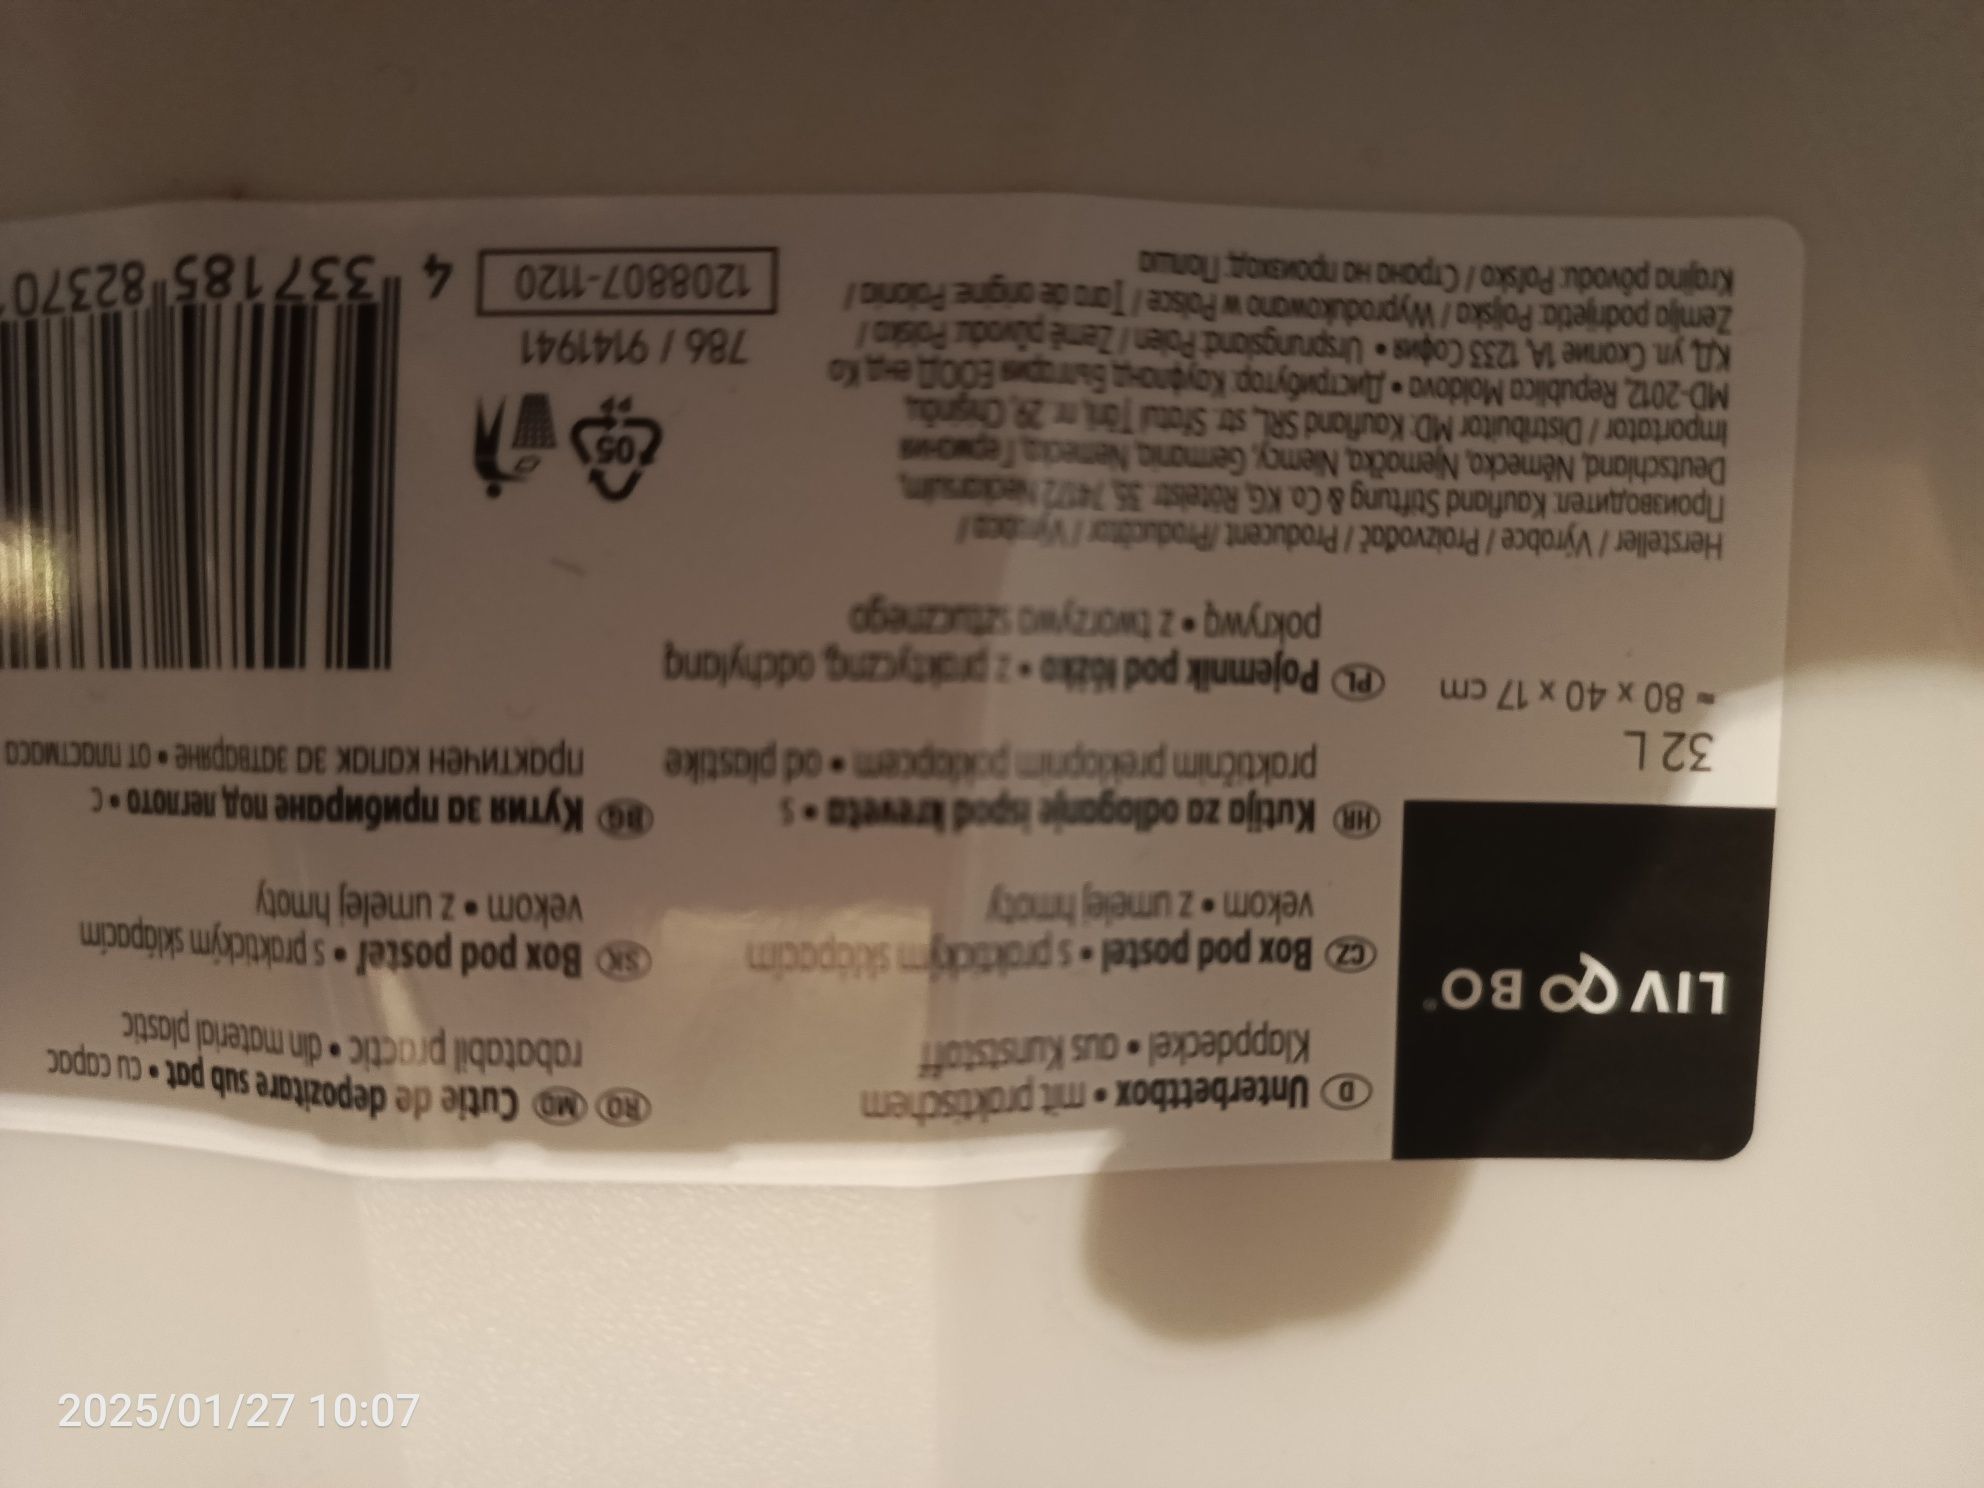 LIV & BO®
32 L
≈ 80 x 40 x 17 cm
D Unterbettbox • mit praktischem
Klappdeckel • aus Kunststoff
CZ Box pod postel • s praktickým sklápacím
vekom • z umelej hmoty
HR Kutija za odlaganje ispod kreveta • s
praktičnim preklopnim poklopcem • od plastike
PL Pojemnik pod łóżko • z praktyczną, odchylaną
pokrywą • z tworzywa sztucznego
RO MD Cutie de depozitare sub pat • cu capac
rabatabil practic • din material plastic
SK Box pod posteľ • s praktickým sklápacím
vekom • z umelej hmoty
BG Кутия за прибиране под леглото • с
практичен капак за затваряне • от пластмаса
Hersteller / Výrobce / Proizvođač / Producent / Producător / Výrobca /
Производител: Kaufland Stiftung & Co. KG, Rötelstr. 35, 74172 Neckarsulm,
Deutschland, Německo, Njemačka, Niemcy, Germania, Nemecko, Германия
Importator / Distribuitor MD: Kaufland SRL, str. Sfatul Țării, nr. 29, Chișinău,
MD-2012, Republica Moldova • Дистрибутор: Кауфланд България ЕООД енд Ко
КД, ул. Скопие 1А, 1233 София • Ursprungsland: Polen / Země původu: Polsko /
Zemlja podrijetla: Poljska / Wyprodukowano w Polsce / Țara de origine: Polonia /
Krajina pôvodu: Poľsko / Страна на произход: Полша
05
PP
786 / 9141941
1208807-1120
4 337185 82370
2025/01/27 10:07